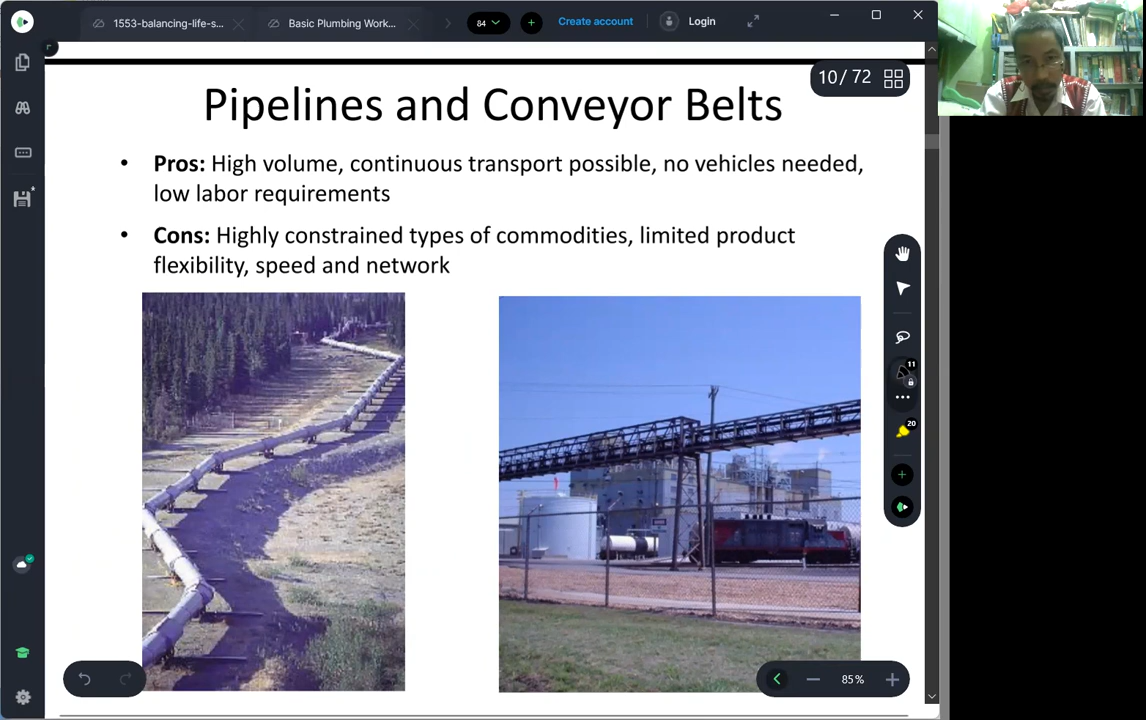 1553-balancing-life-s...
Basic Plumbing Work...
84
Create account
Login
10/ 72
Pipelines and Conveyor Belts
• Pros: High volume, continuous transport possible, no vehicles needed,
low labor requirements
• Cons: Highly constrained types of commodities, limited product
flexibility, speed and network
11
20
85%